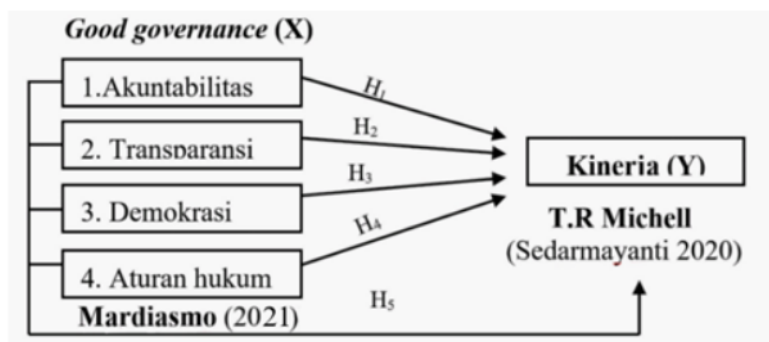 Good governance (X)
1.Akuntabilitas
2. Transparansi
3. Demokrasi
4. Aturan hukum
Mardiasmo (2021)
H1
H2
H3
H4
H5
Kinerja (Y)
T.R Michell
(Sedarmayanti 2020)